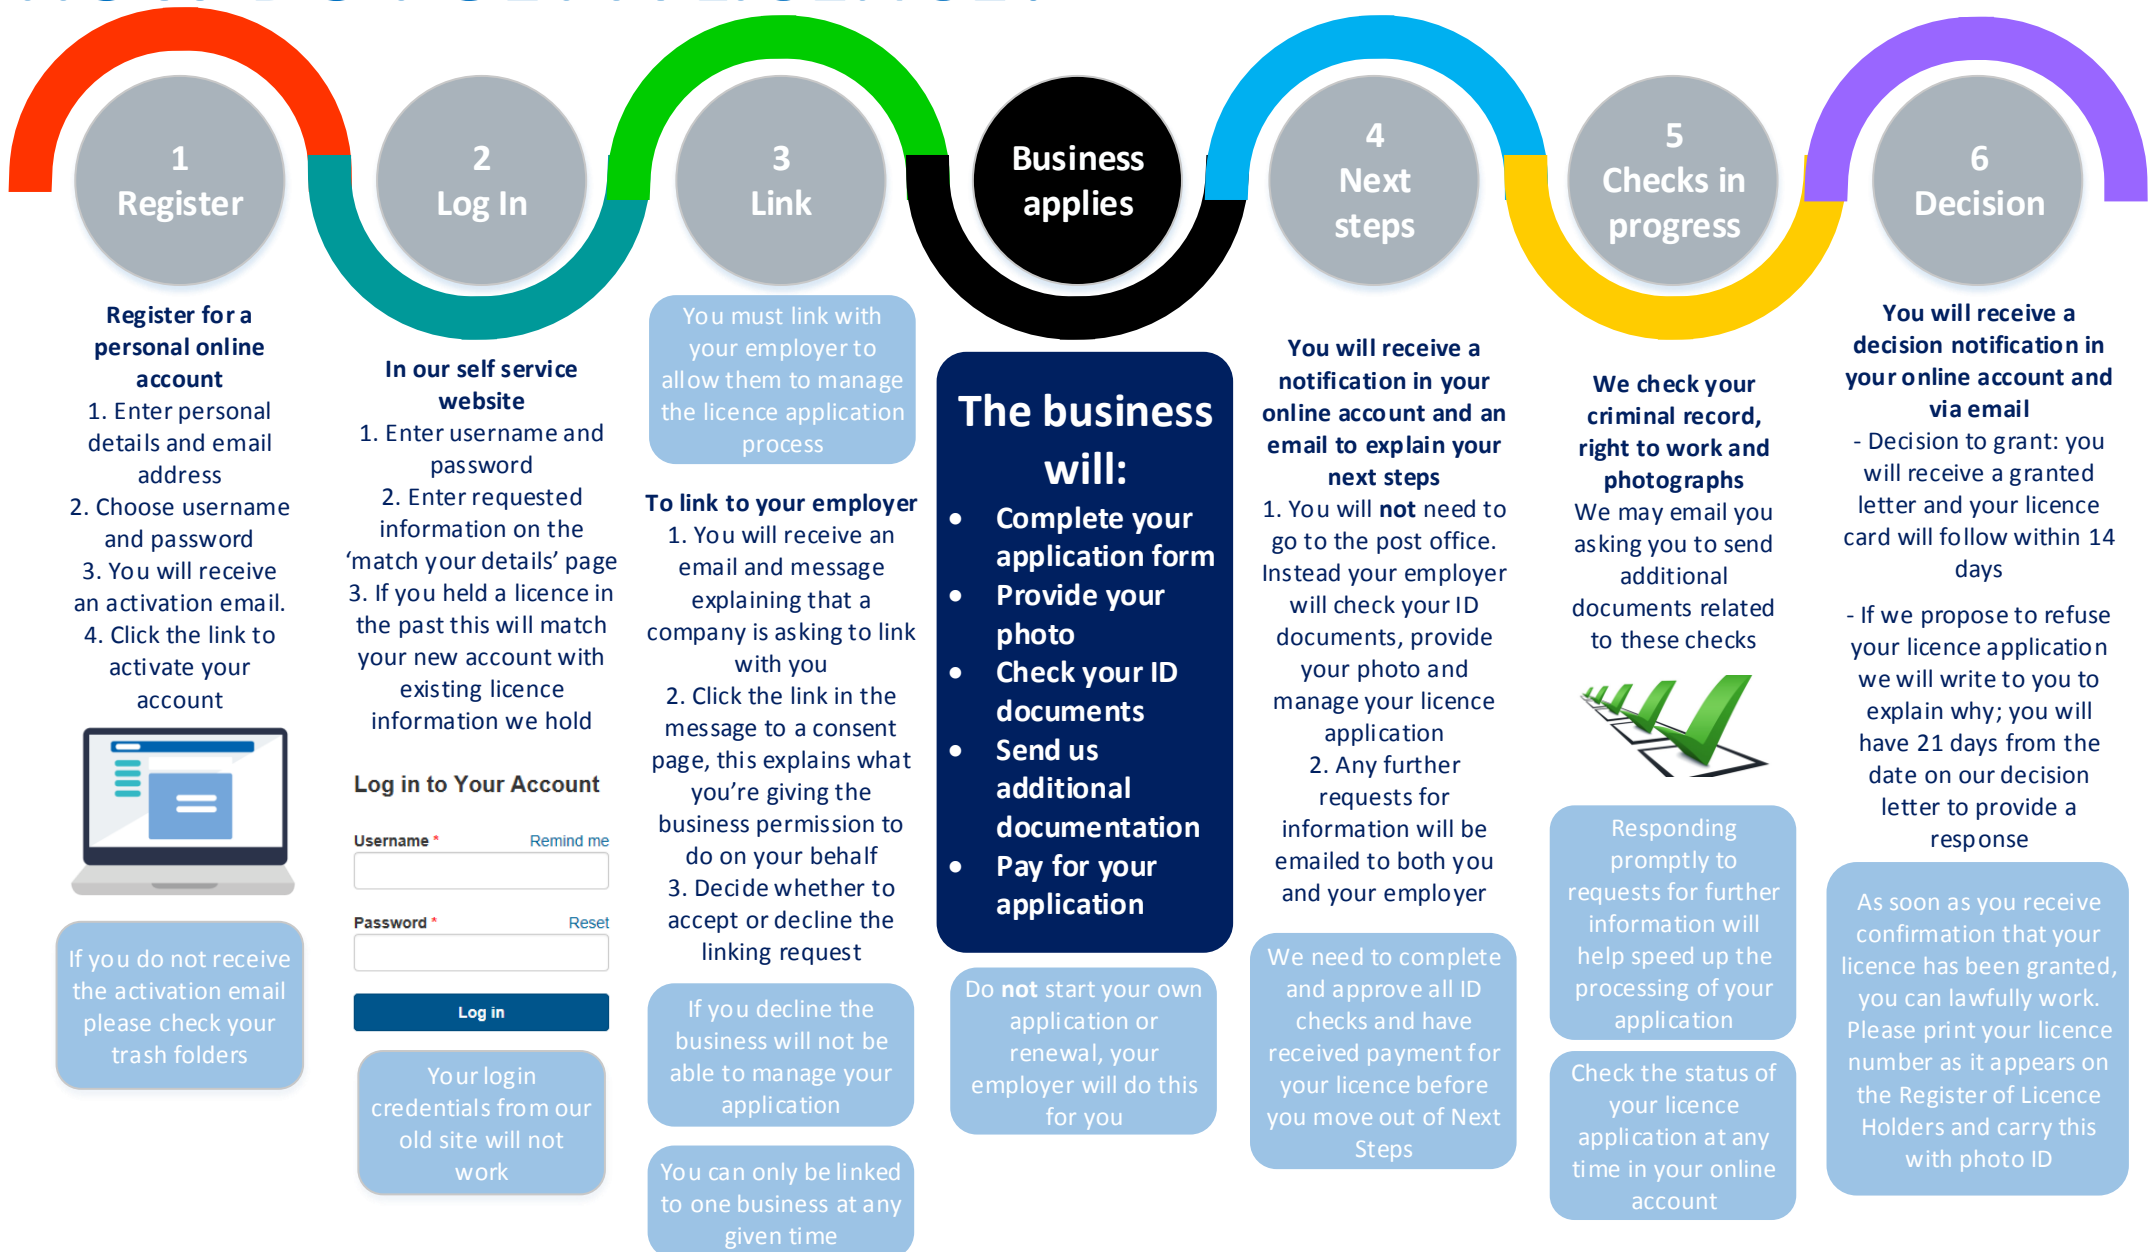 1
Register
Register for a
personal online
account
1. Enter personal
details and email
address
2. Choose username
and password
3. You will receive
an activation email.
4. Click the link to
activate your
account
If you do not receive
the activation email
please check your
trash folders
2
Log In
In our self service
website
1. Enter username and
password
2. Enter requested
information on the
‘match your details’ page
3. If you held a licence in
the past this will match
your new account with
existing licence
information we hold
Log in to Your Account
Username * Remind me
Password * Reset
Log in
Your login
credentials from our
old site will not
work
3
Link
You must link with
your employer to
allow them to manage
the licence application
process
To link to your employer
1. You will receive an
email and message
explaining that a
company is asking to link
with you
2. Click the link in the
message to a consent
page, this explains what
you’re giving the
business permission to
do on your behalf
3. Decide whether to
accept or decline the
linking request
If you decline the
business will not be
able to manage your
application
You can only be linked
to one business at any
given time
Business
applies
The business
will:
• Complete your
application form
• Provide your
photo
• Check your ID
documents
• Send us
additional
documentation
• Pay for your
application
Do not start your own
application or
renewal, your
employer will do this
for you
4
Next
steps
You will receive a
notification in your
online account and an
email to explain your
next steps
1. You will not need to
go to the post office.
Instead your employer
will check your ID
documents, provide
your photo and
manage your licence
application
2. Any further
requests for
information will be
emailed to both you
and your employer
We need to complete
and approve all ID
checks and have
received payment for
your licence before
you move out of Next
Steps
5
Checks in
progress
We check your
criminal record,
right to work and
photographs
We may email you
asking you to send
additional
documents related
to these checks
Responding
promptly to
requests for further
information will
help speed up the
processing of your
application
Check the status of
your licence
application at any
time in your online
account
6
Decision
You will receive a
decision notification in
your online account and
via email
- Decision to grant: you
will receive a granted
letter and your licence
card will follow within 14
days
- If we propose to refuse
your licence application
we will write to you to
explain why; you will
have 21 days from the
date on our decision
letter to provide a
response
As soon as you receive
confirmation that your
licence has been granted,
you can lawfully work.
Please print your licence
number as it appears on
the Register of Licence
Holders and carry this
with photo ID